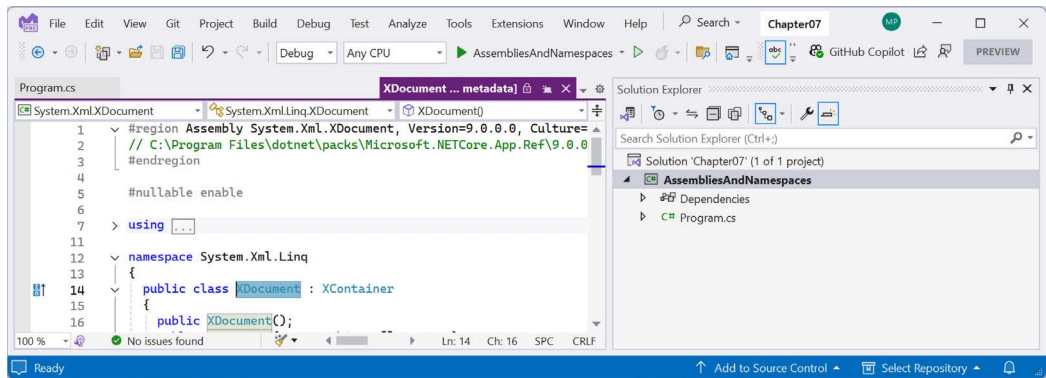 File Edit View Git Project Build Debug Test Analyze Tools Extensions Window Help Search Chapter07 MP
Debug Any CPU AssembliesAndNamespaces abc GitHub Copilot PREVIEW
Program.cs XDocument ... metadata]
System.Xml.XDocument System.Xml.Linq.XDocument XDocument()
1 #region Assembly System.Xml.XDocument, Version=9.0.0.0, Culture=
2 // C:\Program Files\dotnet\packs\Microsoft.NETCore.App.Ref\9.0.0
3 #endregion
4
5 #nullable enable
6
7 using ...
11
12 namespace System.Xml.Linq
13 {
14 public class XDocument : XContainer
15 {
16 public XDocument();
100 % No issues found Ln: 14 Ch: 16 SPC CRLF
Solution Explorer
Search Solution Explorer (Ctrl+;)
Solution 'Chapter07' (1 of 1 project)
C# AssembliesAndNamespaces
Dependencies
C# Program.cs
Ready Add to Source Control Select Repository